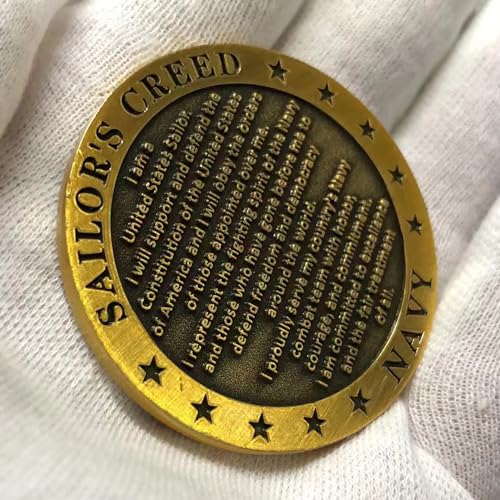 SAILOR'S CREED
I am a
United States Sailor.
I will support and defend the
Constitution of the United States
of America and I will obey the orders
of those appointed over me.
I represent the fighting spirit of the Navy
and those who have gone before me to
defend freedom and democracy
around the world.
I proudly serve my country's Navy
combat team with honor,
courage, and commitment.
I am committed to excellence
and the fair treatment
of all
NAVY